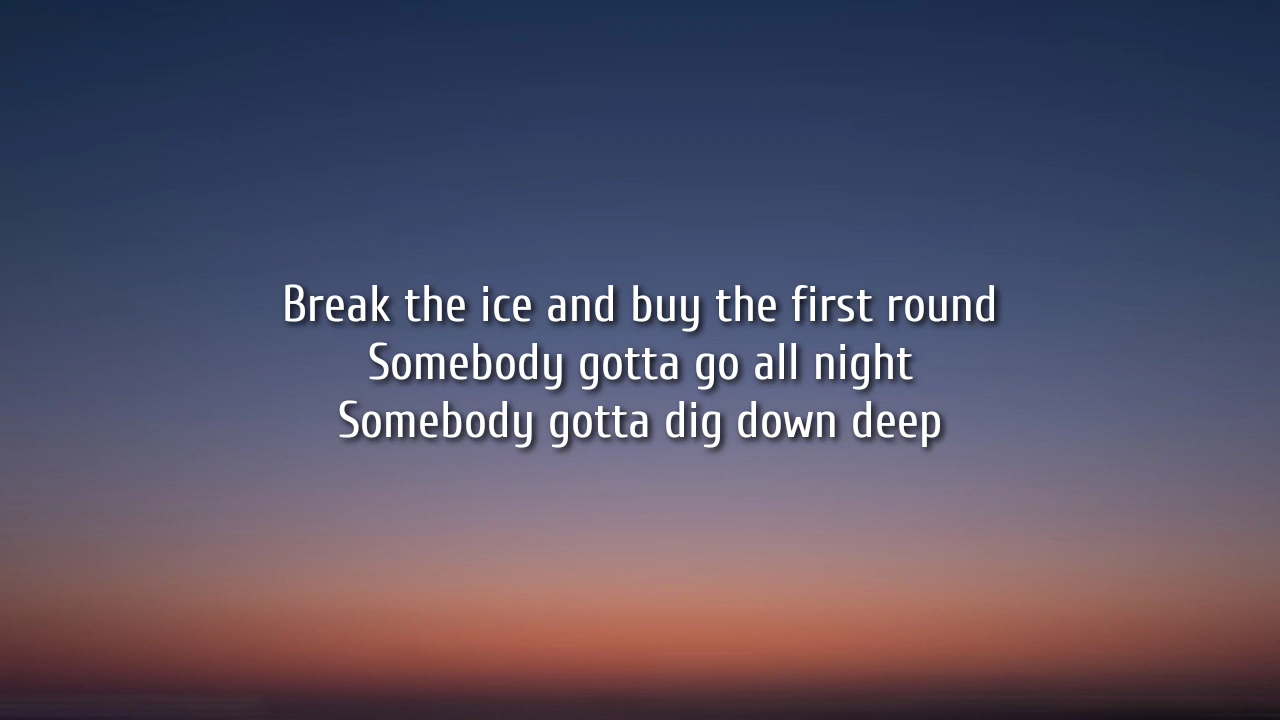 Break the ice and buy the first round
Somebody gotta go all night
Somebody gotta dig down deep